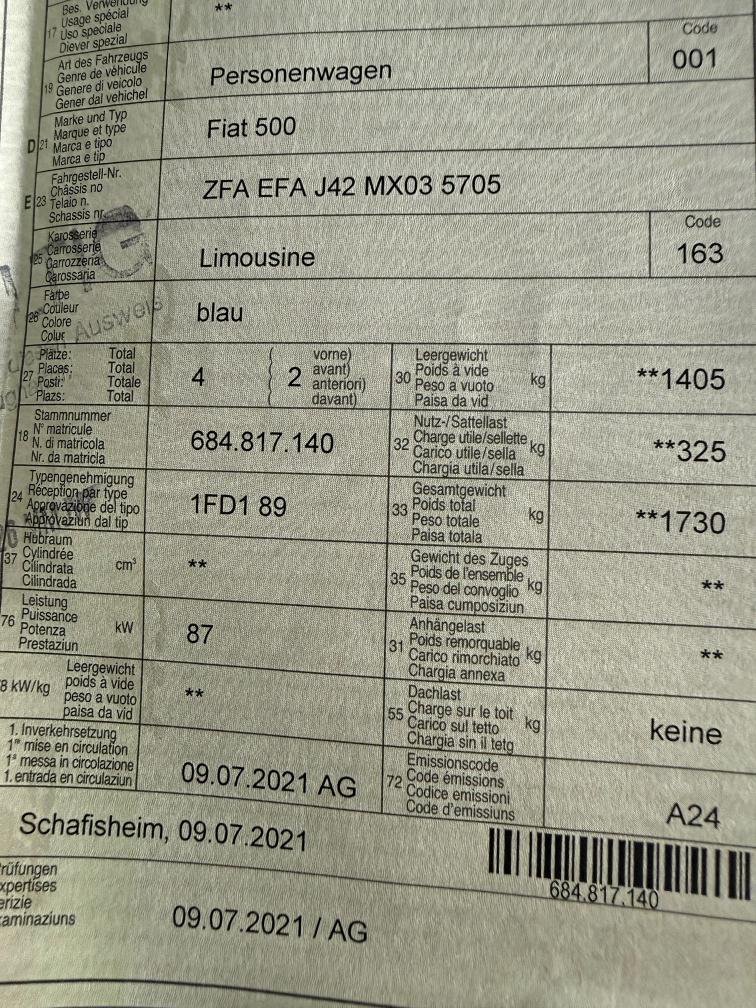 Bes. Verwendung
Usage spécial
17 Uso speciale
Diever spezial
**
Art des Fahrzeugs
Genre de véhicule
19 Genere di veicolo
Gener dal vehichel
Personenwagen
Code
001
Marke und Typ
D 21 Marque et type
Marca e tipo
Marca e tip
Fiat 500
Fahrgestell-Nr.
Châssis no
E 23 Telaio n.
Schassis nr.
ZFA EFA J42 MX03 5705
Karosserie
25 Carrosserie
Carrozzeria
Carossaria
Limousine
Code
163
Farbe
26 Couleur
Colore
Colur
Ausweis
blau
Plätze: Total
27 Places: Total
Posti: Totale
Plazs: Total
4 ( 2 vorne)
avant)
anteriori)
davant)
Leergewicht
30 Poids à vide kg
Peso a vuoto
Paisa da vid
**1405
Stammnummer
18 N° matricule
N. di matricola
Nr. da matricla
684.817.140
Nutz-/Sattellast
32 Charge utile/sellette kg
Carico utile/sella
Chargia utila/sella
**325
Typengenehmigung
24 Réception par type
Approvazione del tipo
Approvaziun dal tip
1FD1 89
Gesamtgewicht
33 Poids total kg
Peso totale
Paisa totala
**1730
Hubraum
37 Cylindrée cm³
Cilindrata
Cilindrada
**
Gewicht des Zuges
35 Poids de l'ensemble kg
Peso del convoglio
Paisa cumposiziun
**
Leistung
76 Puissance kW
Potenza
Prestaziun
87
Anhängelast
31 Poids remorquable kg
Carico rimorchiato
Chargia annexa
**
Leergewicht
8 kW/kg poids à vide
peso a vuoto
paisa da vid
**
Dachlast
55 Charge sur le toit kg
Carico sul tetto
Chargia sin il tetg
keine
1. Inverkehrsetzung
1re mise en circulation
1a messa in circolazione
1. entrada en circulaziun
09.07.2021 AG
Emissionscode
72 Code émissions
Codice emissioni
Code d'emissiuns
A24
Schafisheim, 09.07.2021
684.817.140
rüfungen
xpertises
erizie
aminaziuns
09.07.2021 / AG